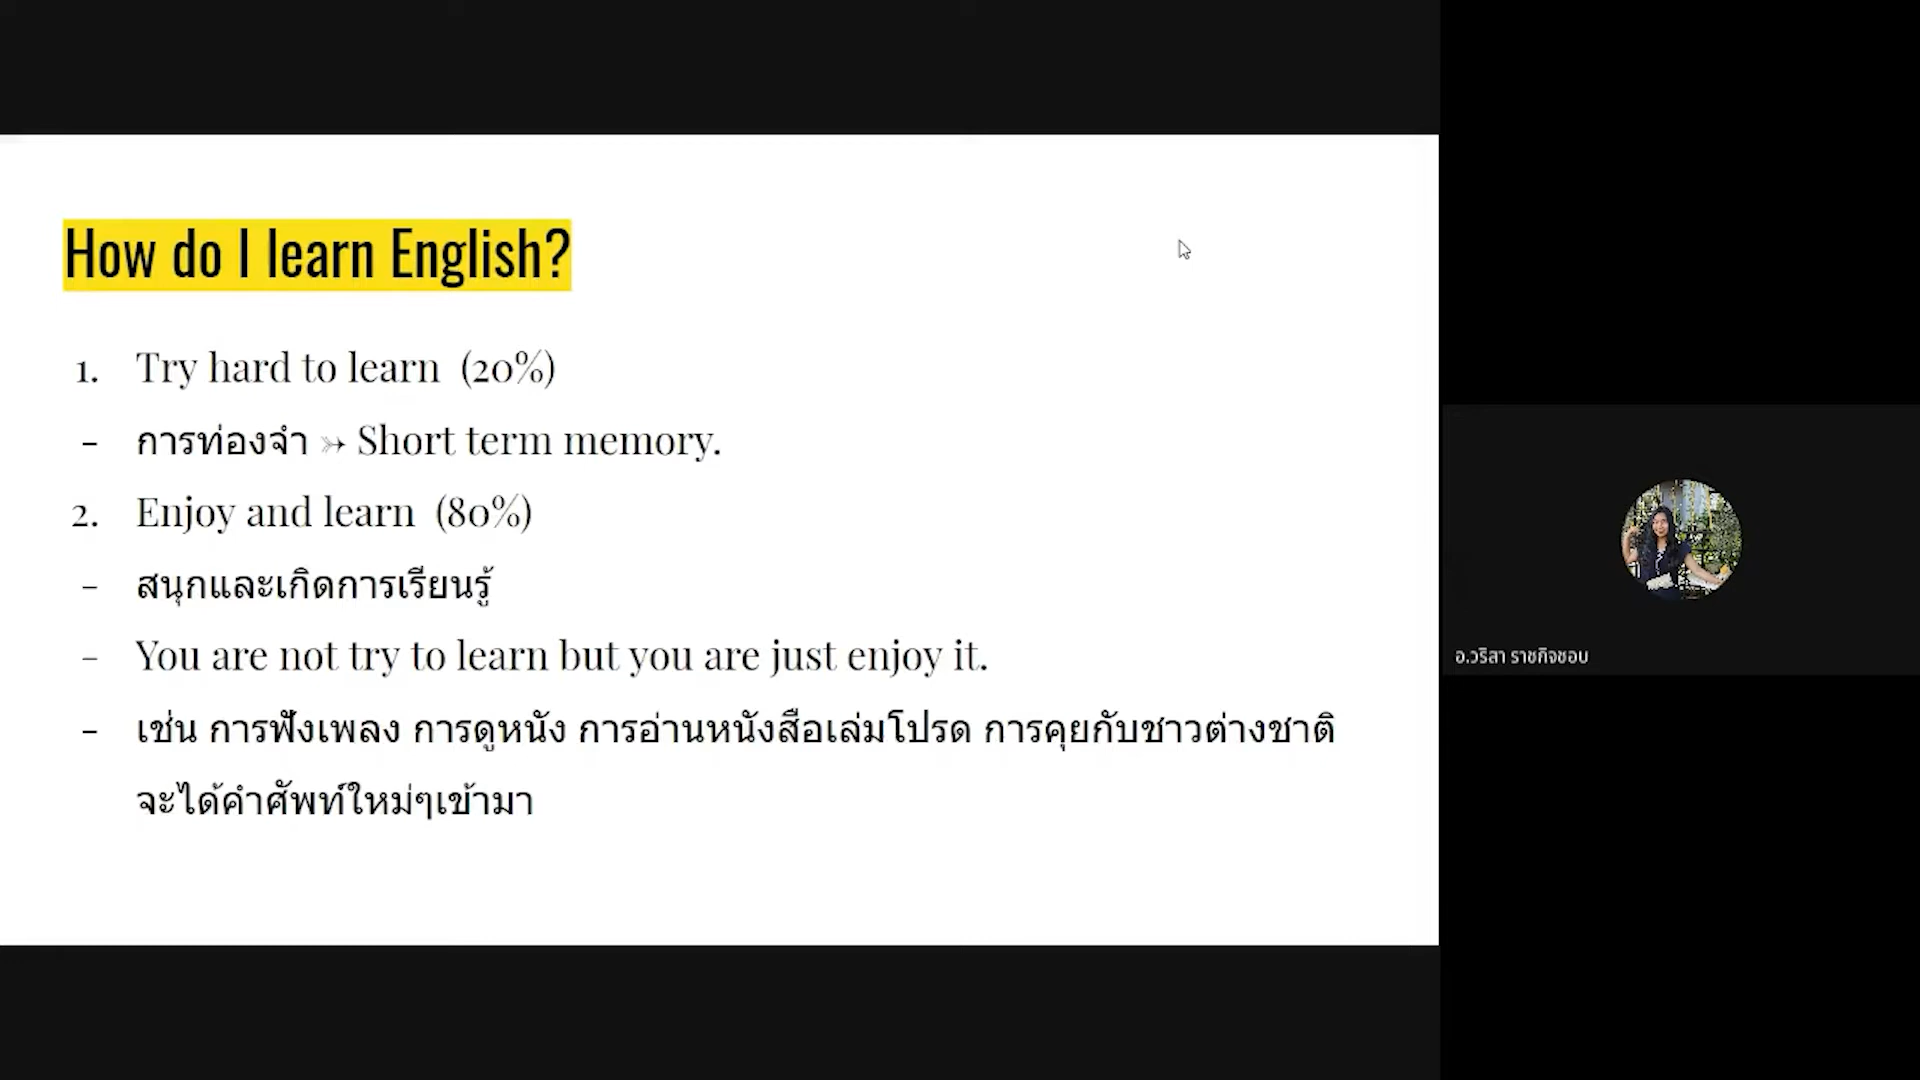 How do I learn English?
1. Try hard to learn (20%)
- การท่องจำ ➳ Short term memory.
2. Enjoy and learn (80%)
- สนุกและเกิดการเรียนรู้
- You are not try to learn but you are just enjoy it.
- เช่น การฟังเพลง การดูหนัง การอ่านหนังสือเล่มโปรด การคุยกับชาวต่างชาติ
จะได้คำศัพท์ใหม่ๆเข้ามา
อ.วริสา ราชกิจชอบ